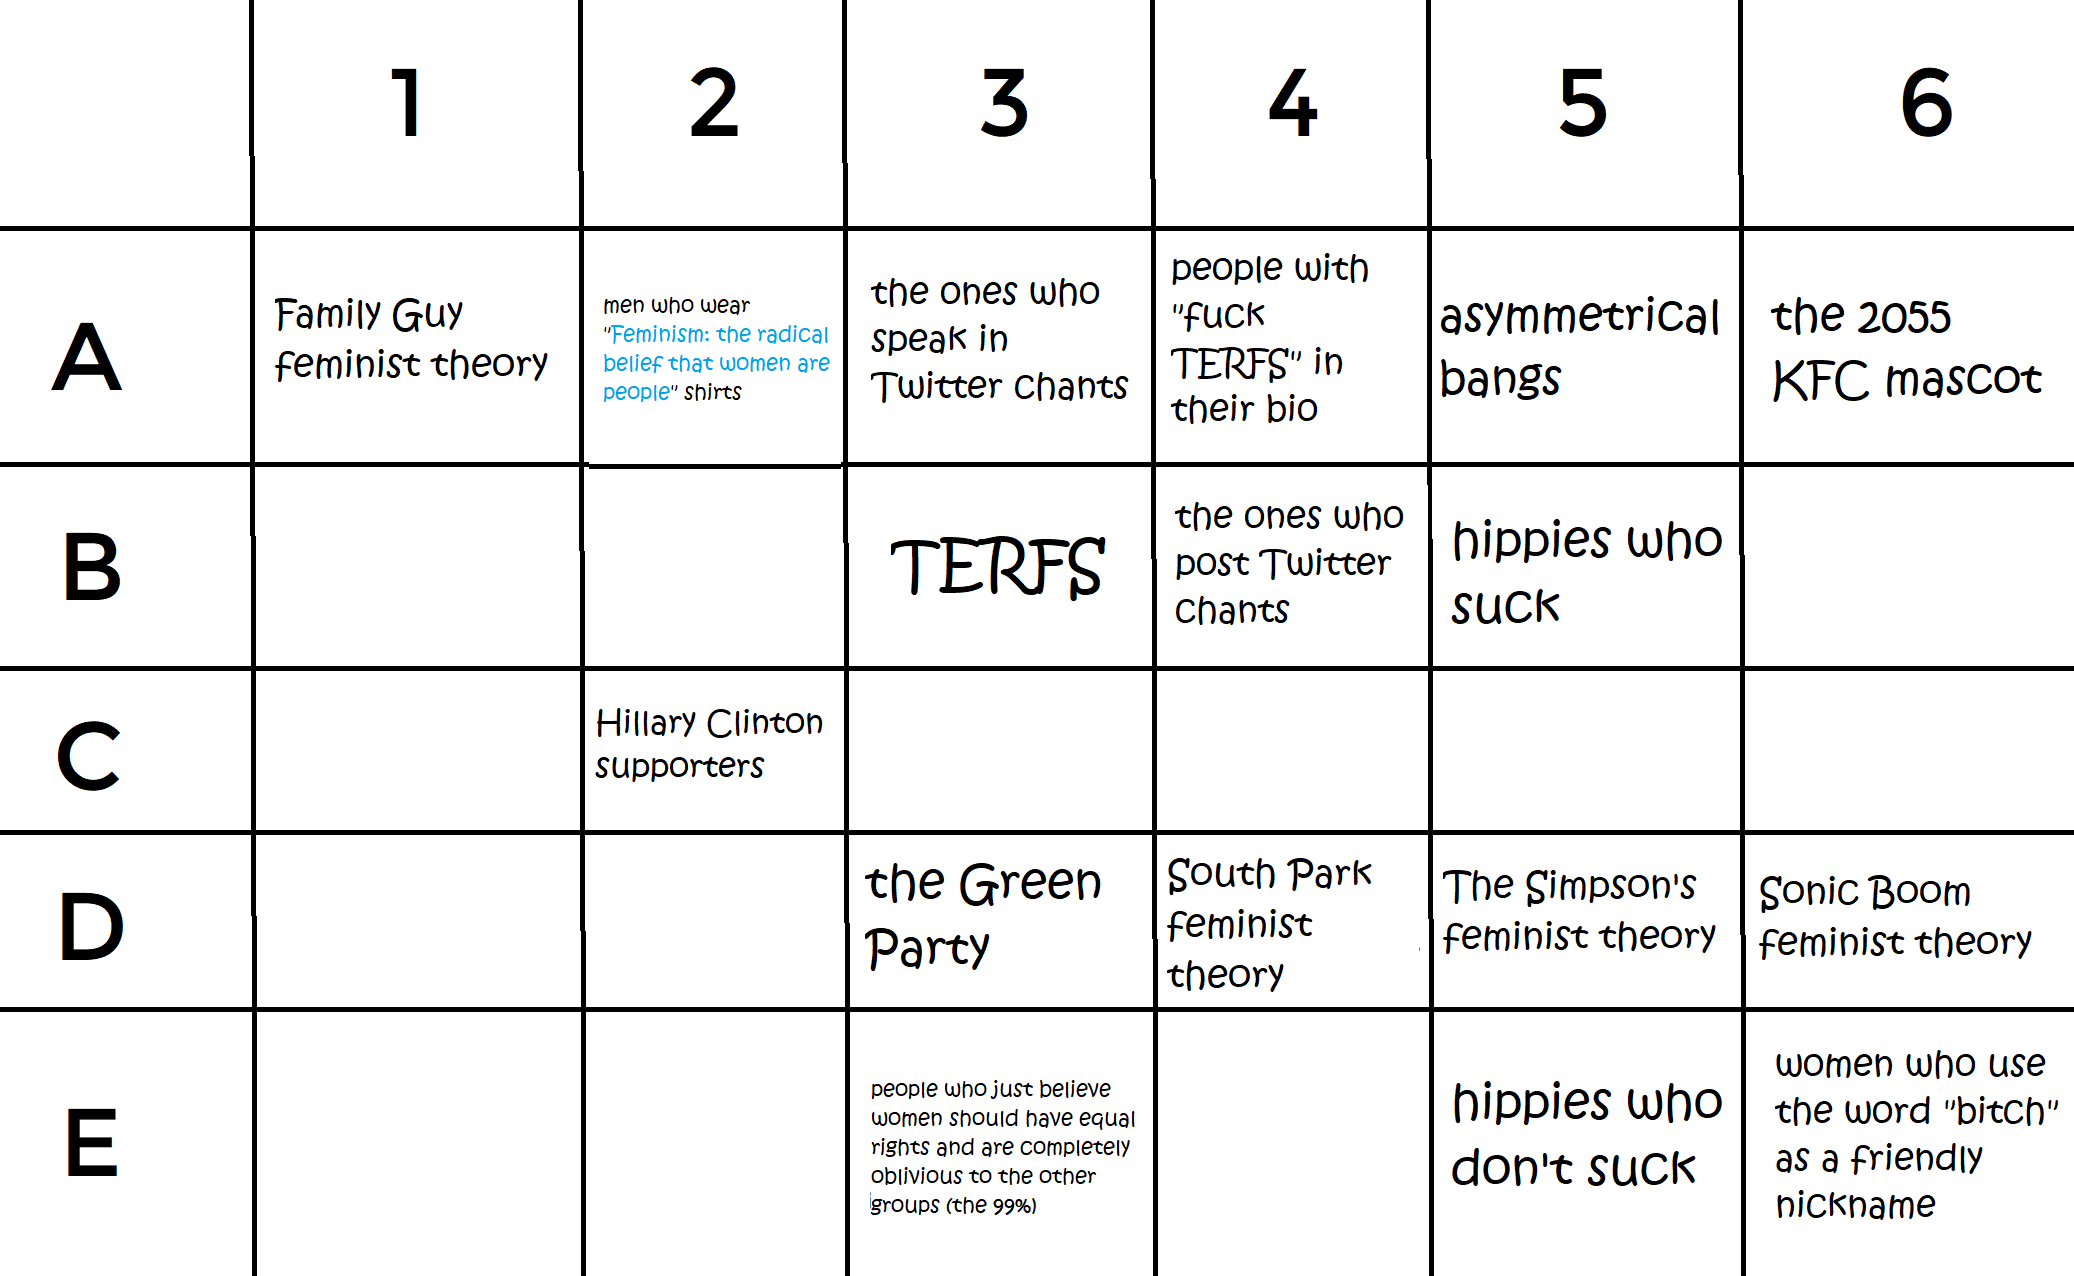 1 2 3 4 5 6
A
Family Guy
feminist theory
men who wear
"Feminism: the radical
belief that women are
people" shirts
the ones who
speak in
Twitter chants
people with
"fuck
TERFS" in
their bio
asymmetrical
bangs
the 2055
KFC mascot
B
TERFS
the ones who
post Twitter
chants
hippies who
suck
C
Hillary Clinton
supporters
D
the Green
Party
South Park
feminist
theory
The Simpson's
feminist theory
Sonic Boom
feminist theory
E
people who just believe
women should have equal
rights and are completely
oblivious to the other
groups (the 99%)
hippies who
don't suck
women who use
the word "bitch"
as a friendly
nickname